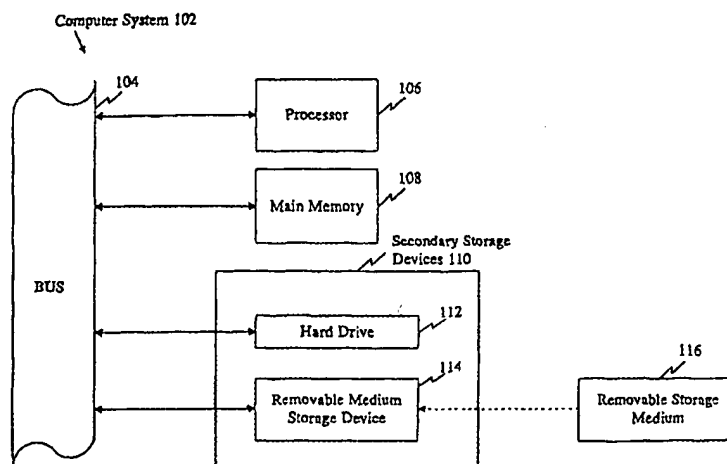 Computer System 102
104
106
Processor
108
Main Memory
Secondary Storage
Devices 110
BUS
112
Hard Drive
114
116
Removable Medium
Storage Device
Removable Storage
Medium